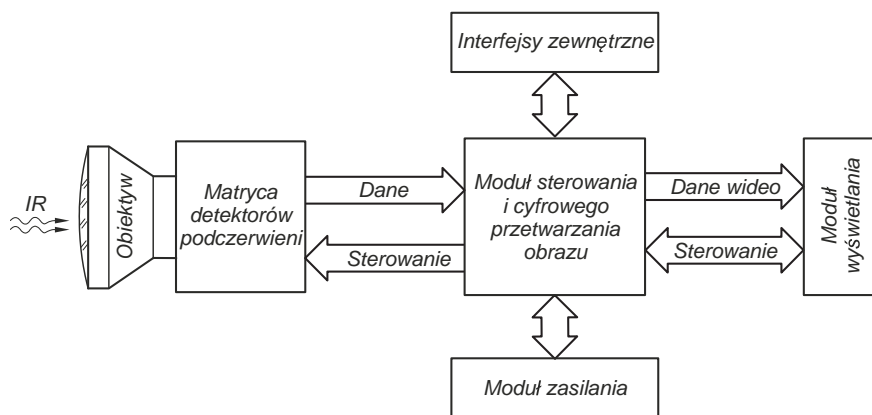 Interfejsy zewnętrzne
IR
Obiektyw
Matryca
detektorów
podczerwieni
Dane
Sterowanie
Moduł sterowania
i cyfrowego
przetwarzania
obrazu
Dane wideo
Sterowanie
Moduł
wyświetlania
Moduł zasilania